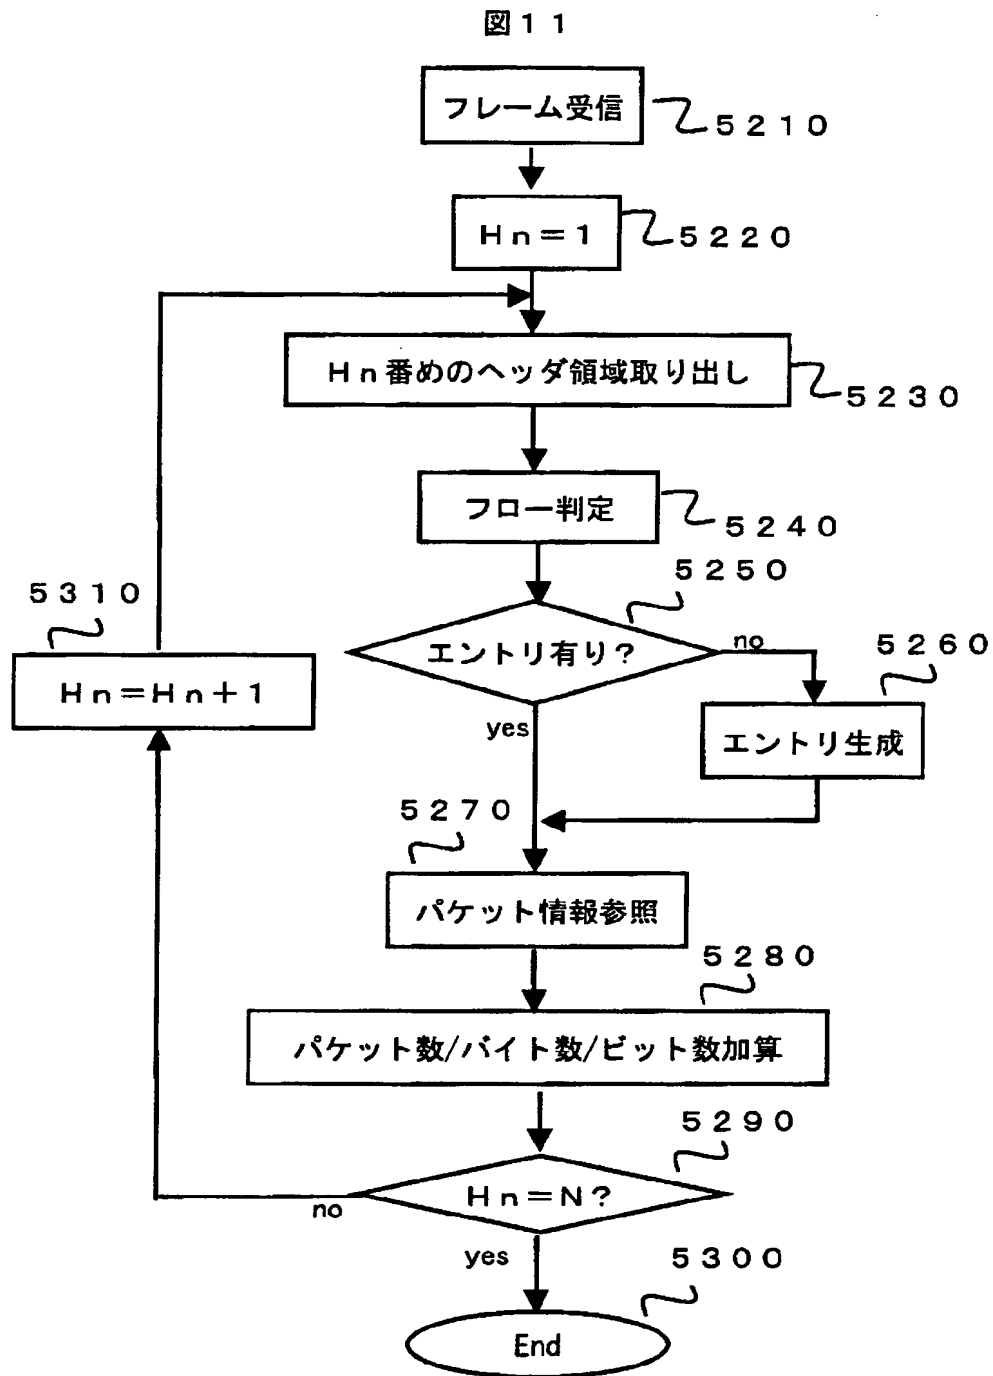 図１１
フレーム受信
５２１０
Ｈｎ＝１
５２２０
Ｈｎ番めのヘッダ領域取り出し
５２３０
フロー判定
５２４０
５２５０
エントリ有り？
no
５２６０
エントリ生成
yes
５３１０
Ｈｎ＝Ｈｎ＋１
５２７０
パケット情報参照
５２８０
パケット数/バイト数/ビット数加算
５２９０
Ｈｎ＝Ｎ？
no
yes
５３００
End